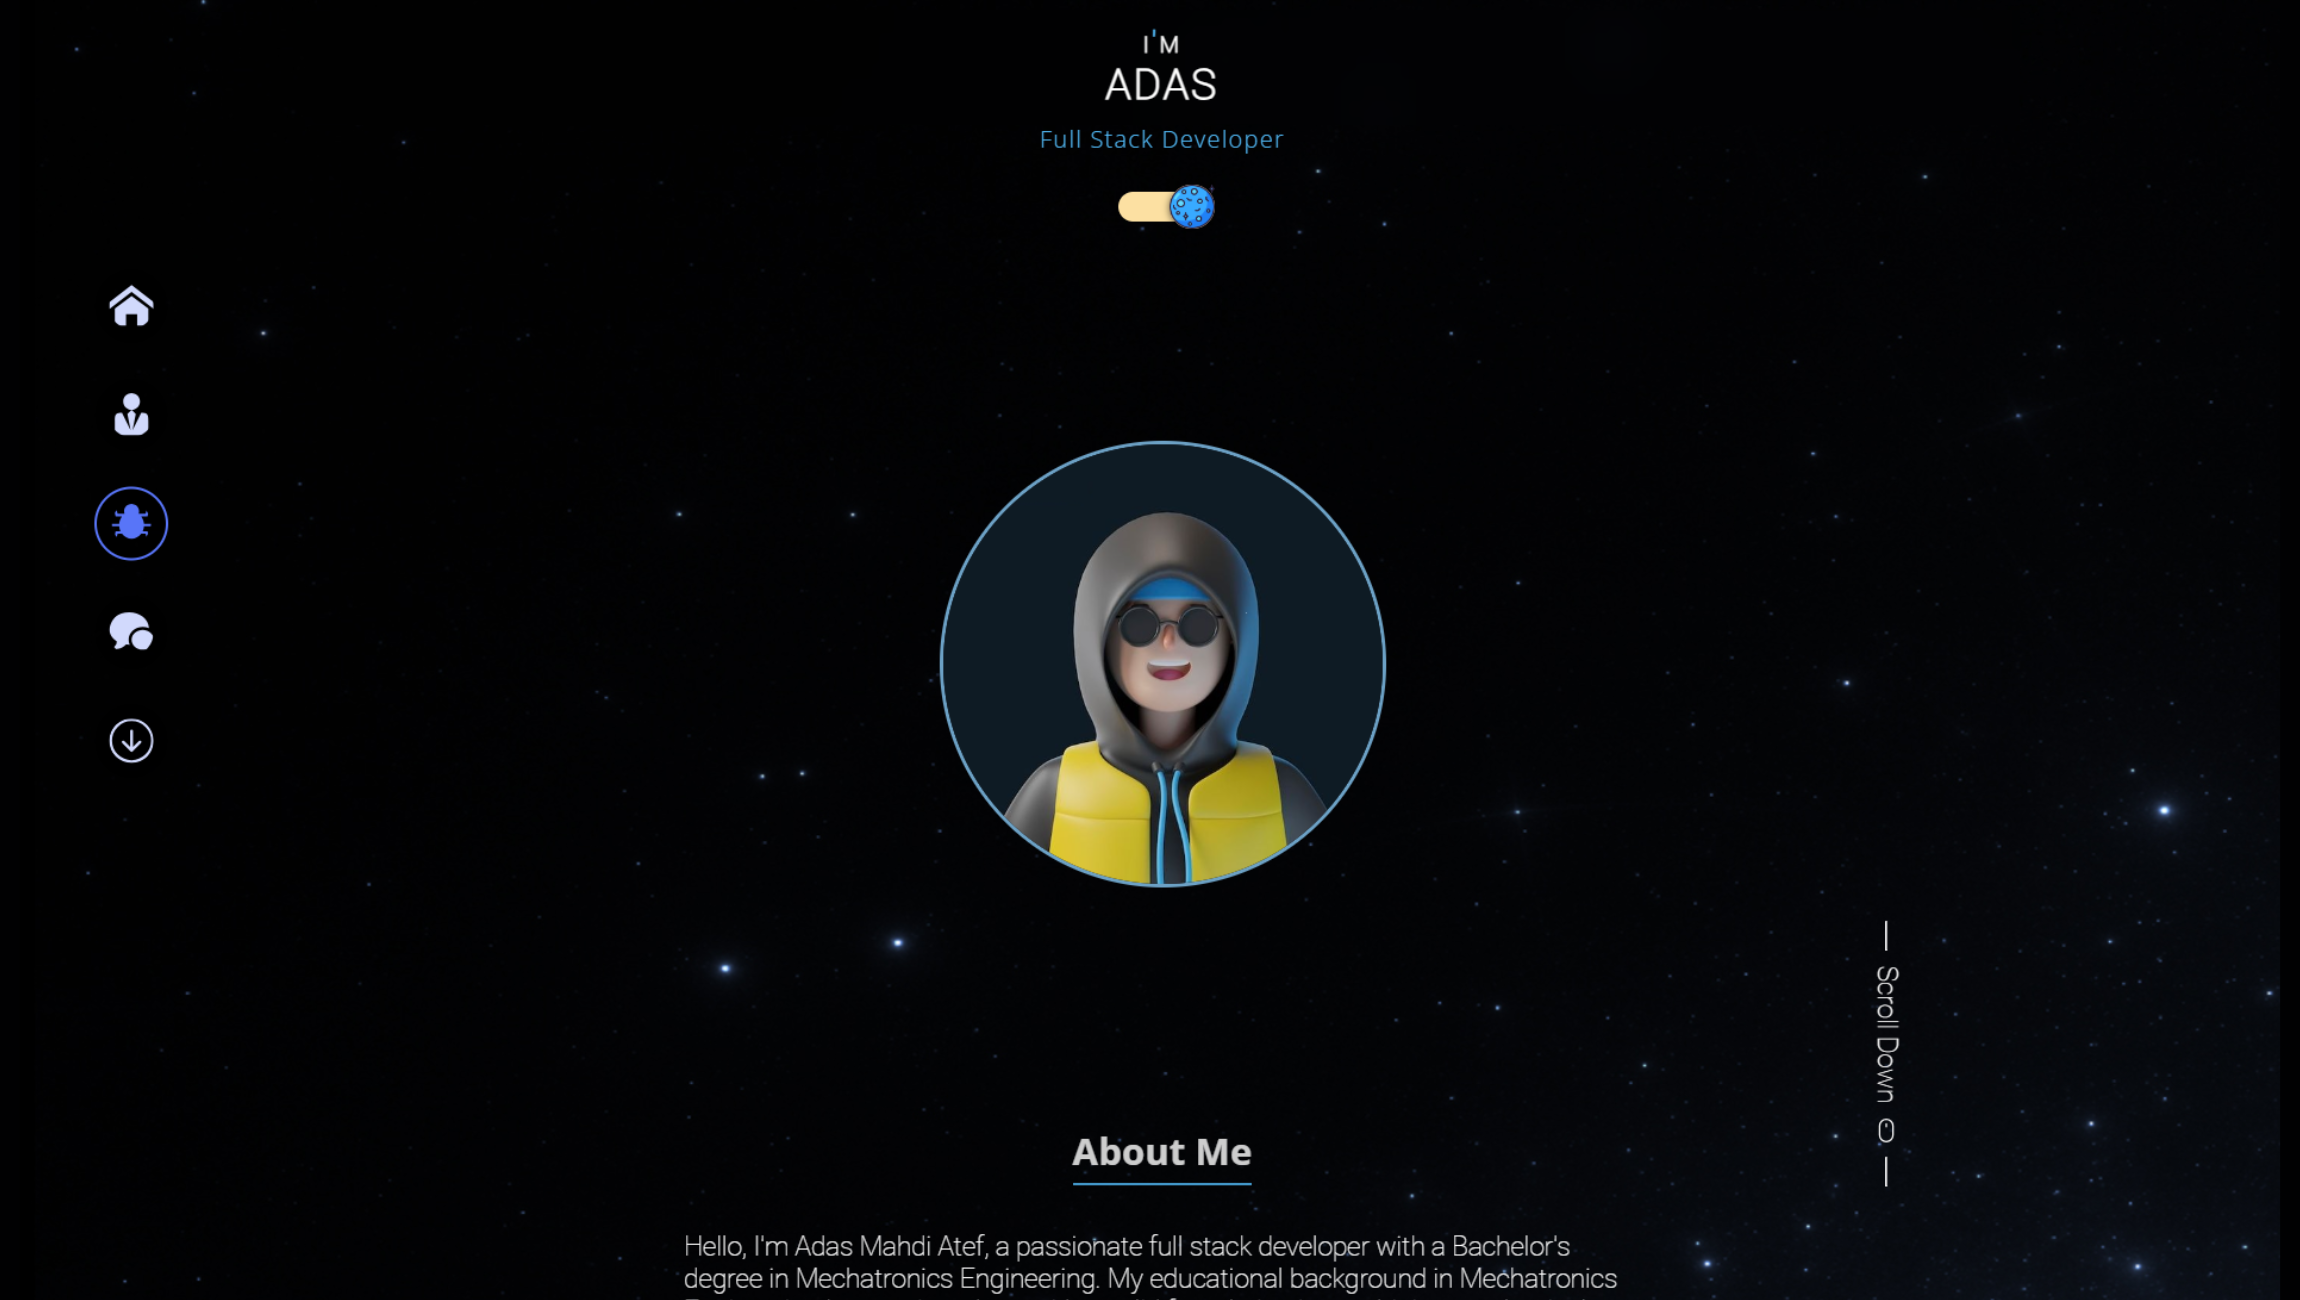 I'M
ADAS
Full Stack Developer
Scroll Down
About Me
Hello, I'm Adas Mahdi Atef, a passionate full stack developer with a Bachelor's
degree in Mechatronics Engineering. My educational background in Mechatronics